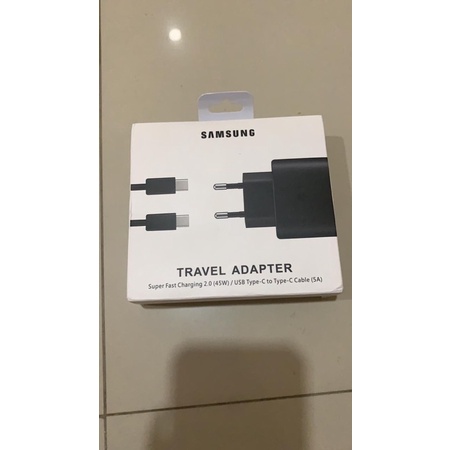 SAMSUNG
TRAVEL ADAPTER
Super Fast Charging 2.0 (45W) / USB Type-C to Type-C Cable (5A)